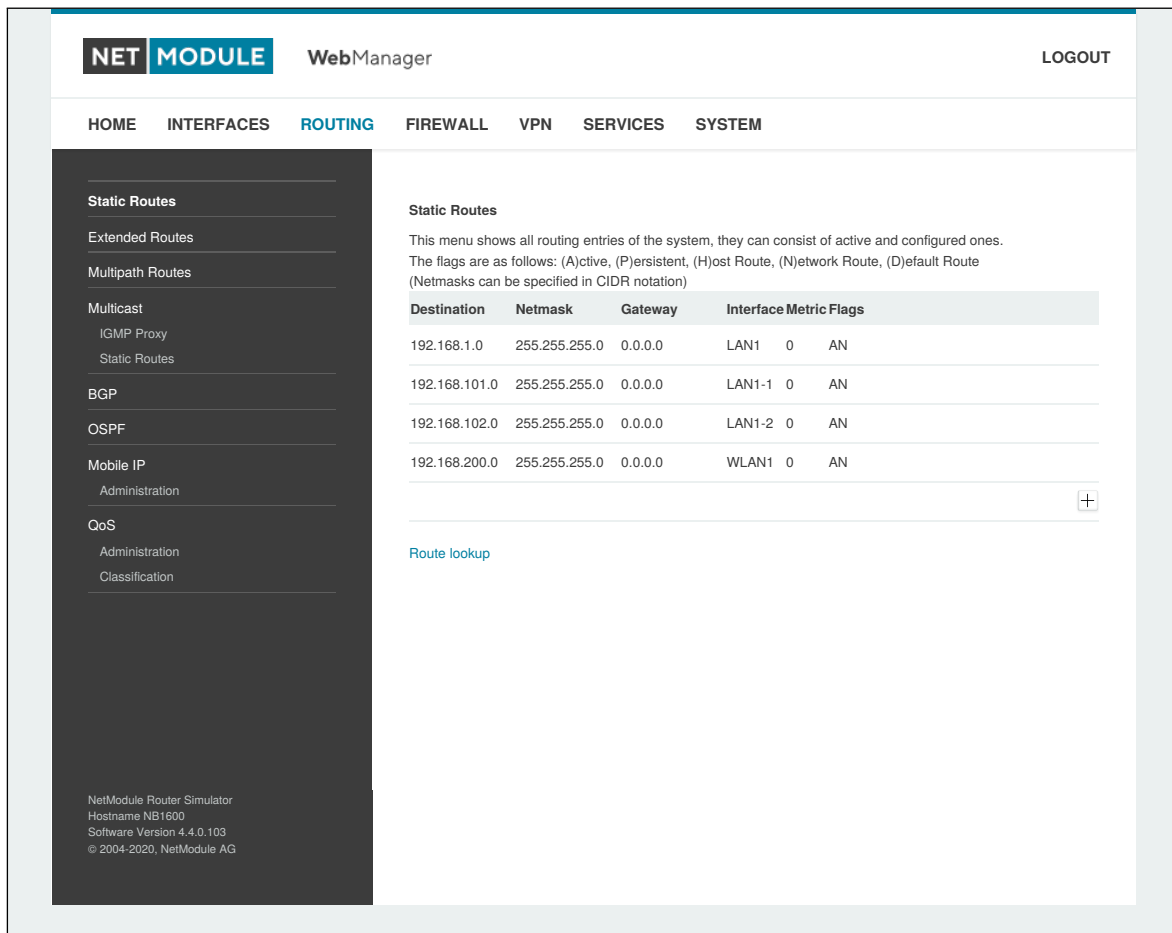 NET MODULE WebManager LOGOUT
HOME INTERFACES ROUTING FIREWALL VPN SERVICES SYSTEM
Static Routes
Extended Routes
Multipath Routes
Multicast
IGMP Proxy
Static Routes
BGP
OSPF
Mobile IP
Administration
QoS
Administration
Classification
NetModule Router Simulator
Hostname NB1600
Software Version 4.4.0.103
© 2004-2020, NetModule AG
Static Routes
This menu shows all routing entries of the system, they can consist of active and configured ones.
The flags are as follows: (A)ctive, (P)ersistent, (H)ost Route, (N)etwork Route, (D)efault Route
(Netmasks can be specified in CIDR notation)
Destination Netmask Gateway Interface Metric Flags
192.168.1.0 255.255.255.0 0.0.0.0 LAN1 0 AN
192.168.101.0 255.255.255.0 0.0.0.0 LAN1-1 0 AN
192.168.102.0 255.255.255.0 0.0.0.0 LAN1-2 0 AN
192.168.200.0 255.255.255.0 0.0.0.0 WLAN1 0 AN
Route lookup